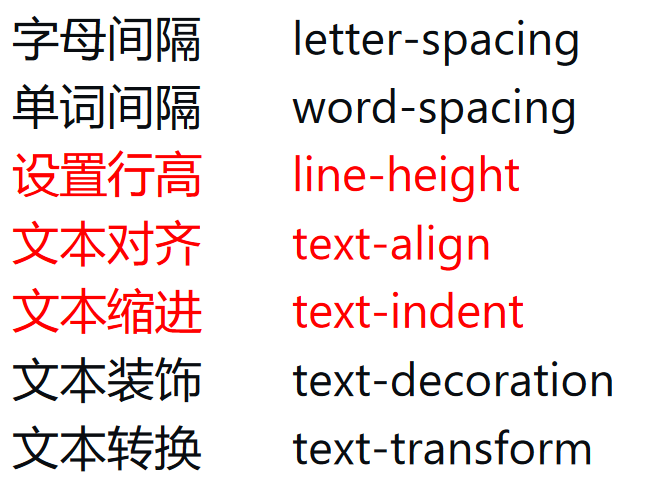 字母间隔 letter-spacing
单词间隔 word-spacing
设置行高 line-height
文本对齐 text-align
文本缩进 text-indent
文本装饰 text-decoration
文本转换 text-transform